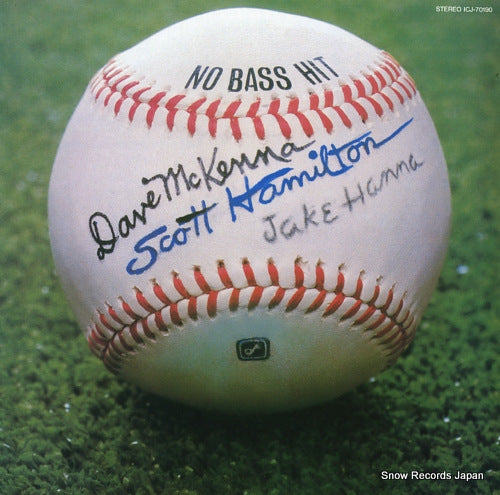 STEREO ICJ-70190
NO BASS HIT
Dave McKenna
Scott Hamilton
Jake Hanna
Snow Records Japan